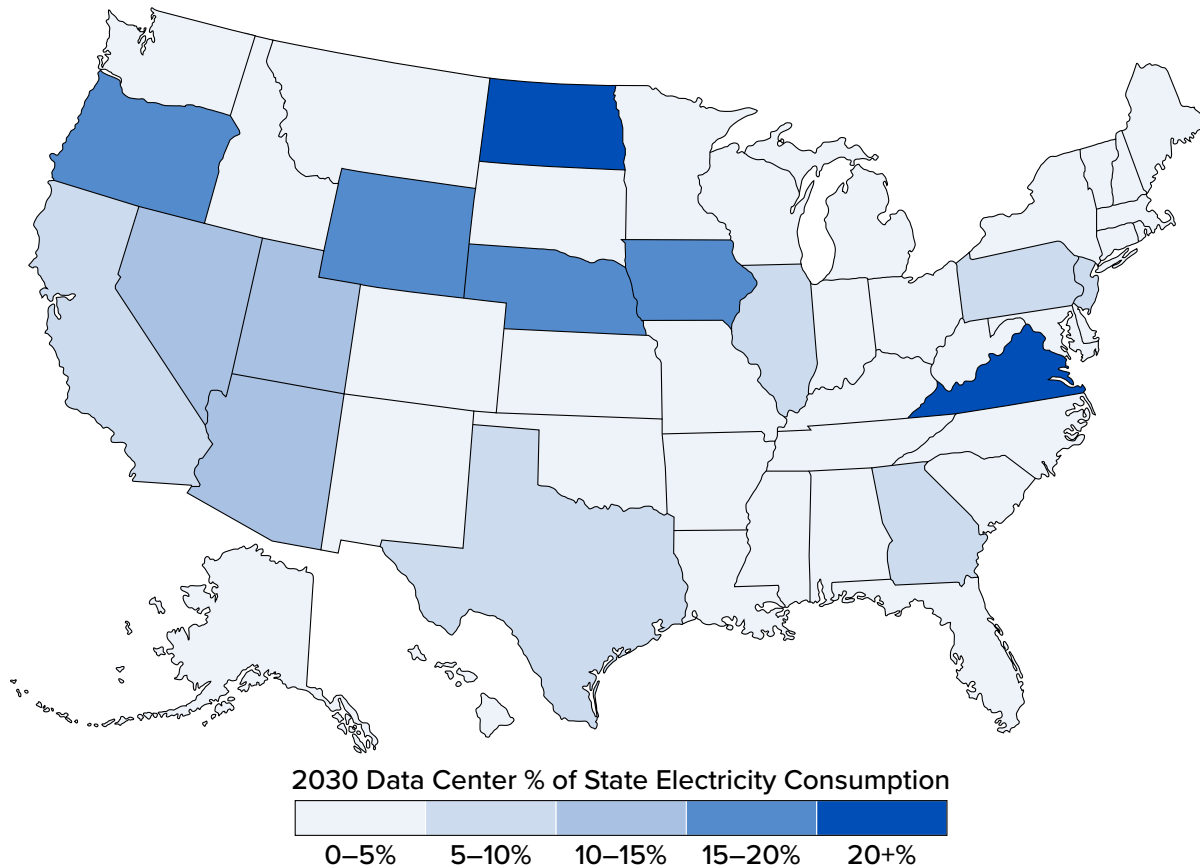 2030 Data Center % of State Electricity Consumption
0–5% 5–10% 10–15% 15–20% 20+%